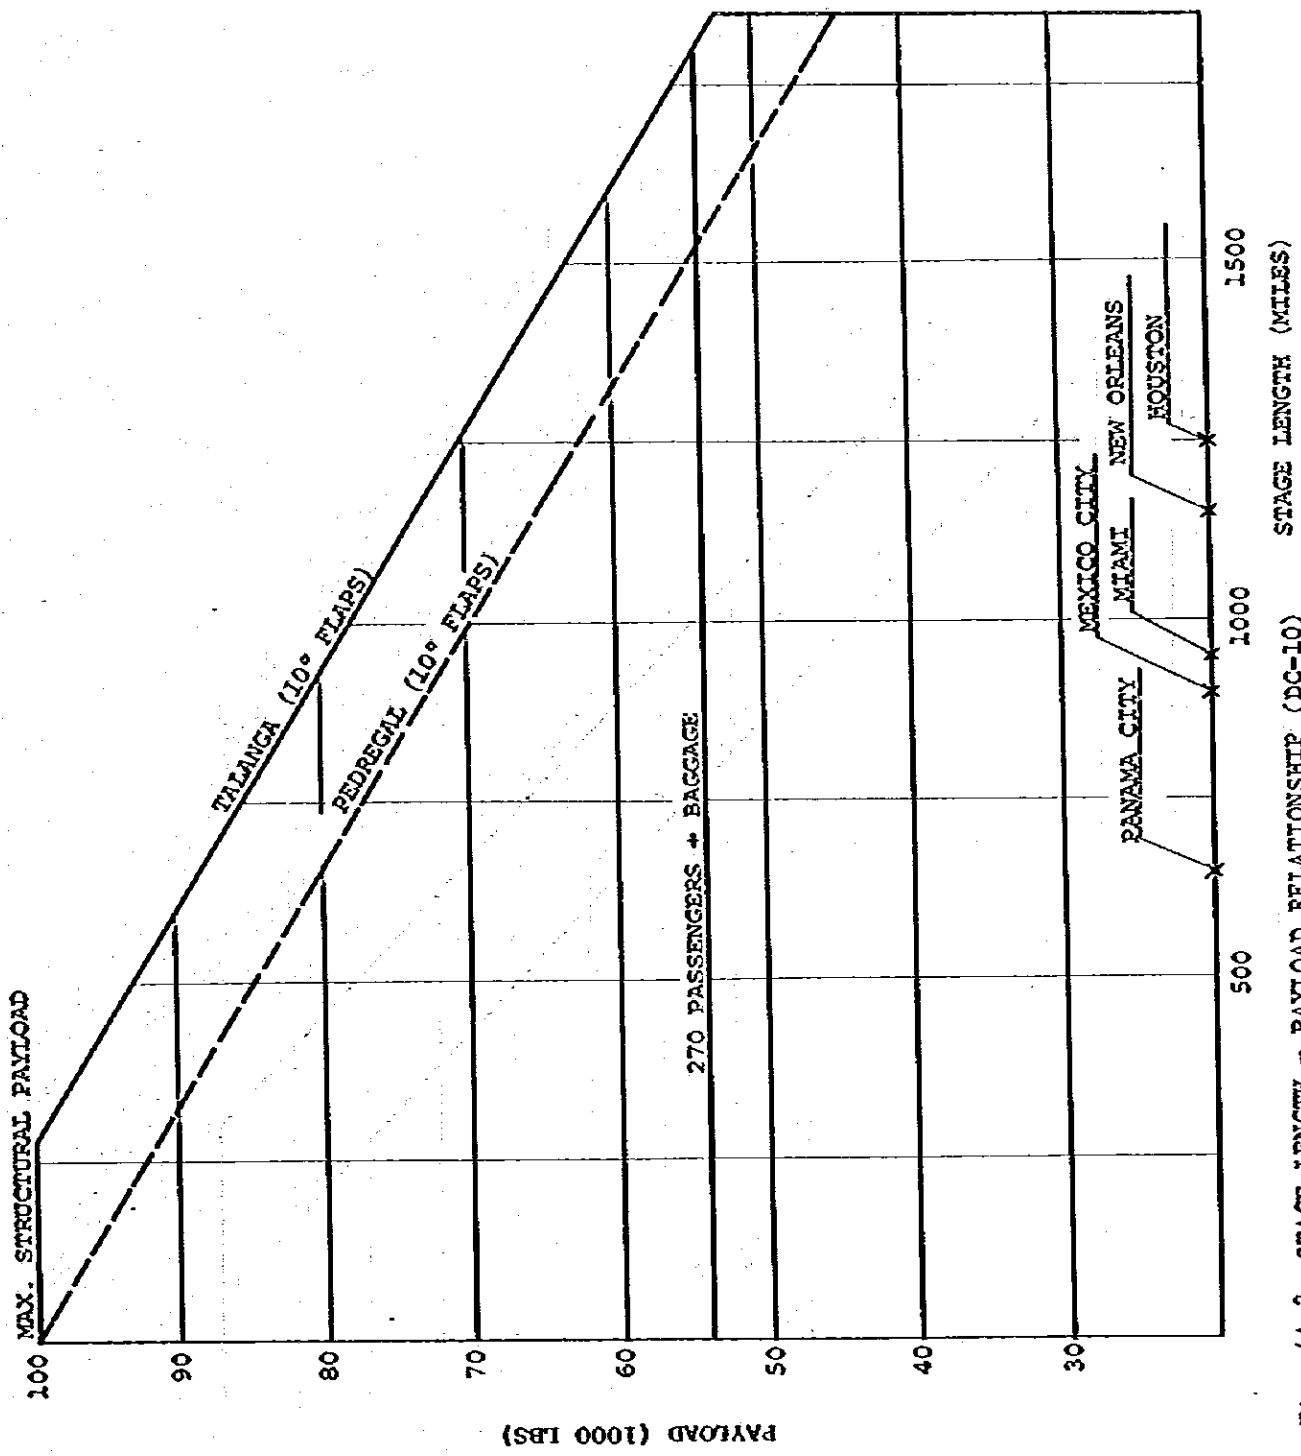 MAX. STRUCTURAL PAYLOAD
TALANGA (10° FLAPS)
PEDREGAL (10° FLAPS)
270 PASSENGERS + BAGGAGE
PAYLOAD (1000 LBS)
100
90
80
70
60
50
40
30
PANAMA CITY
MEXICO CITY
MIAMI
NEW ORLEANS
HOUSTON
500
1000
1500
STAGE LENGTH (MILES)
PAYLOAD RELATIONSHIP (DC-10)